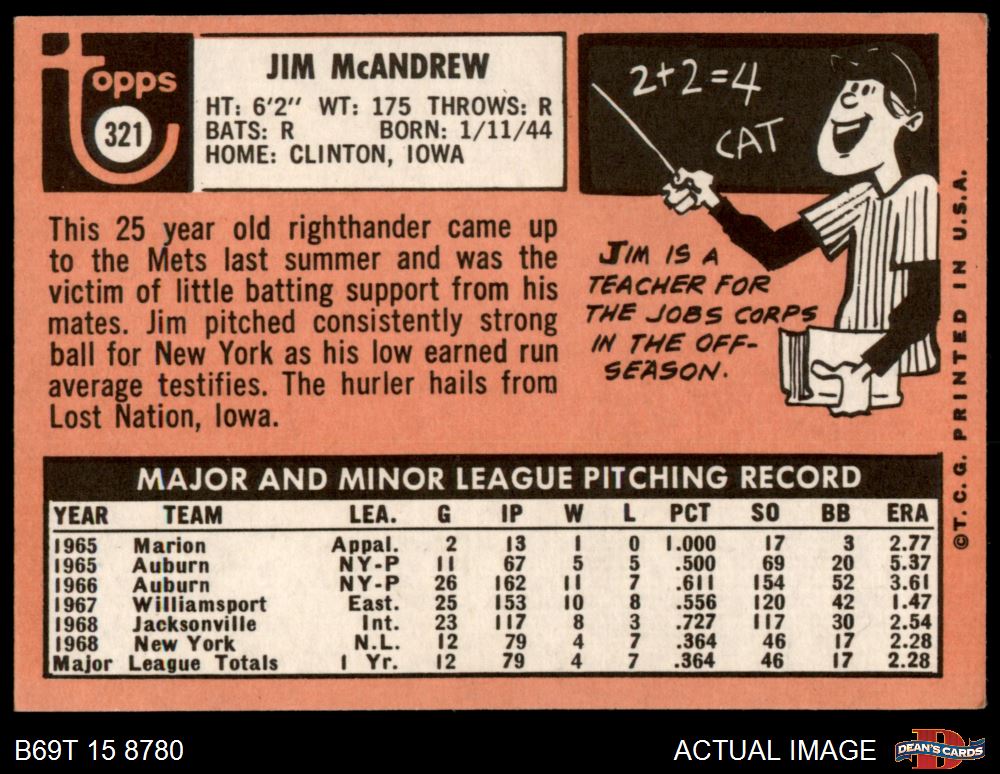 topps
321
JIM McANDREW
HT: 6'2" WT: 175 THROWS: R
BATS: R BORN: 1/11/44
HOME: CLINTON, IOWA
2+2=4
CAT
This 25 year old righthander came up
to the Mets last summer and was the
victim of little batting support from his
mates. Jim pitched consistently strong
ball for New York as his low earned run
average testifies. The hurler hails from
Lost Nation, Iowa.
JIM IS A
TEACHER FOR
THE JOBS CORPS
IN THE OFF-
SEASON.
©T. C. G. PRINTED IN U.S.A.
MAJOR AND MINOR LEAGUE PITCHING RECORD
YEAR TEAM LEA. G IP W L PCT SO BB ERA
1965 Marion Appal. 2 13 1 0 1.000 17 3 2.77
1965 Auburn NY-P 11 67 5 5 .500 69 20 5.37
1966 Auburn NY-P 26 162 11 7 .611 154 52 3.61
1967 Williamsport East. 25 153 10 8 .556 120 42 1.47
1968 Jacksonville Int. 23 117 8 3 .727 117 30 2.54
1968 New York N.L. 12 79 4 7 .364 46 17 2.28
Major League Totals 1 Yr. 12 79 4 7 .364 46 17 2.28
B69T 15 8780
ACTUAL IMAGE
D
DEAN'S CARDS